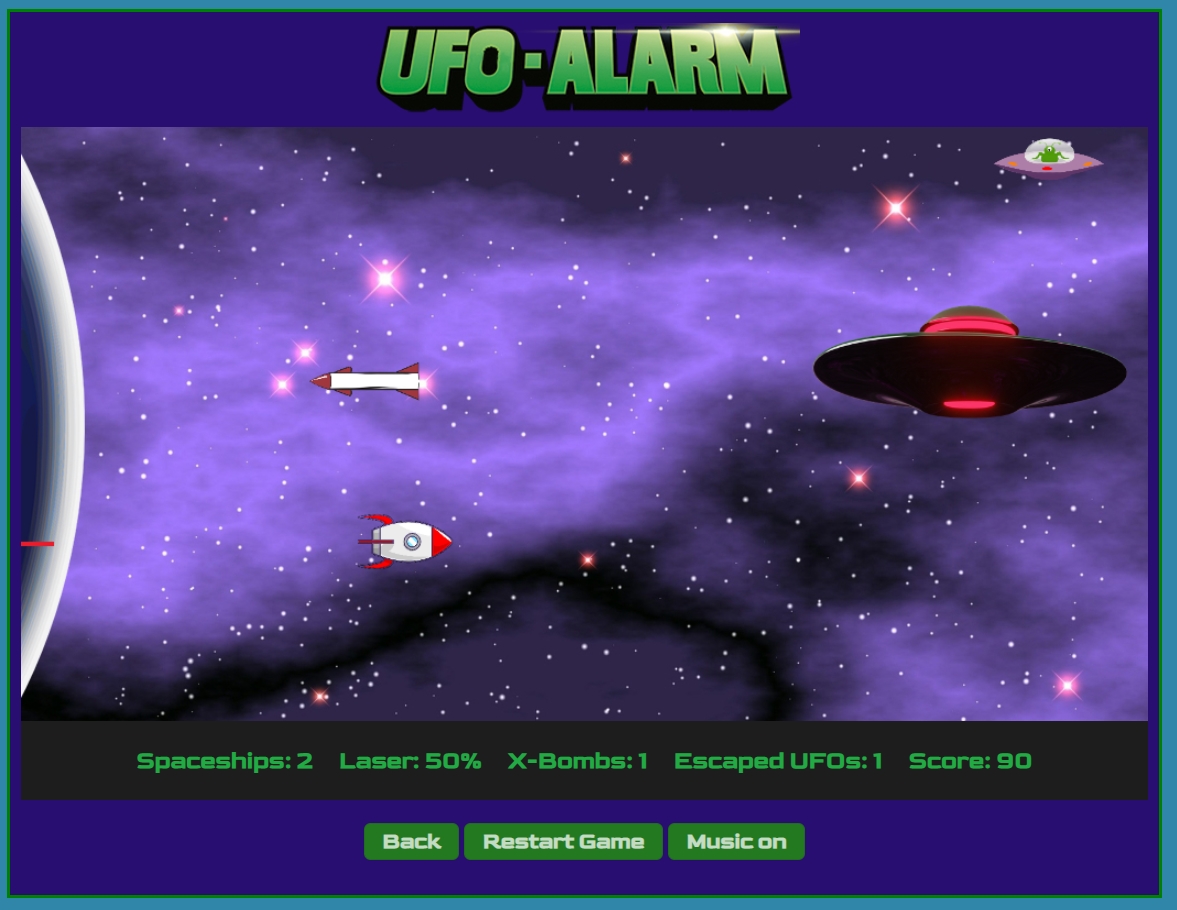 UFO-ALARM
Spaceships: 2 Laser: 50% X-Bombs: 1 Escaped UFOs: 1 Score: 90
Back Restart Game Music on